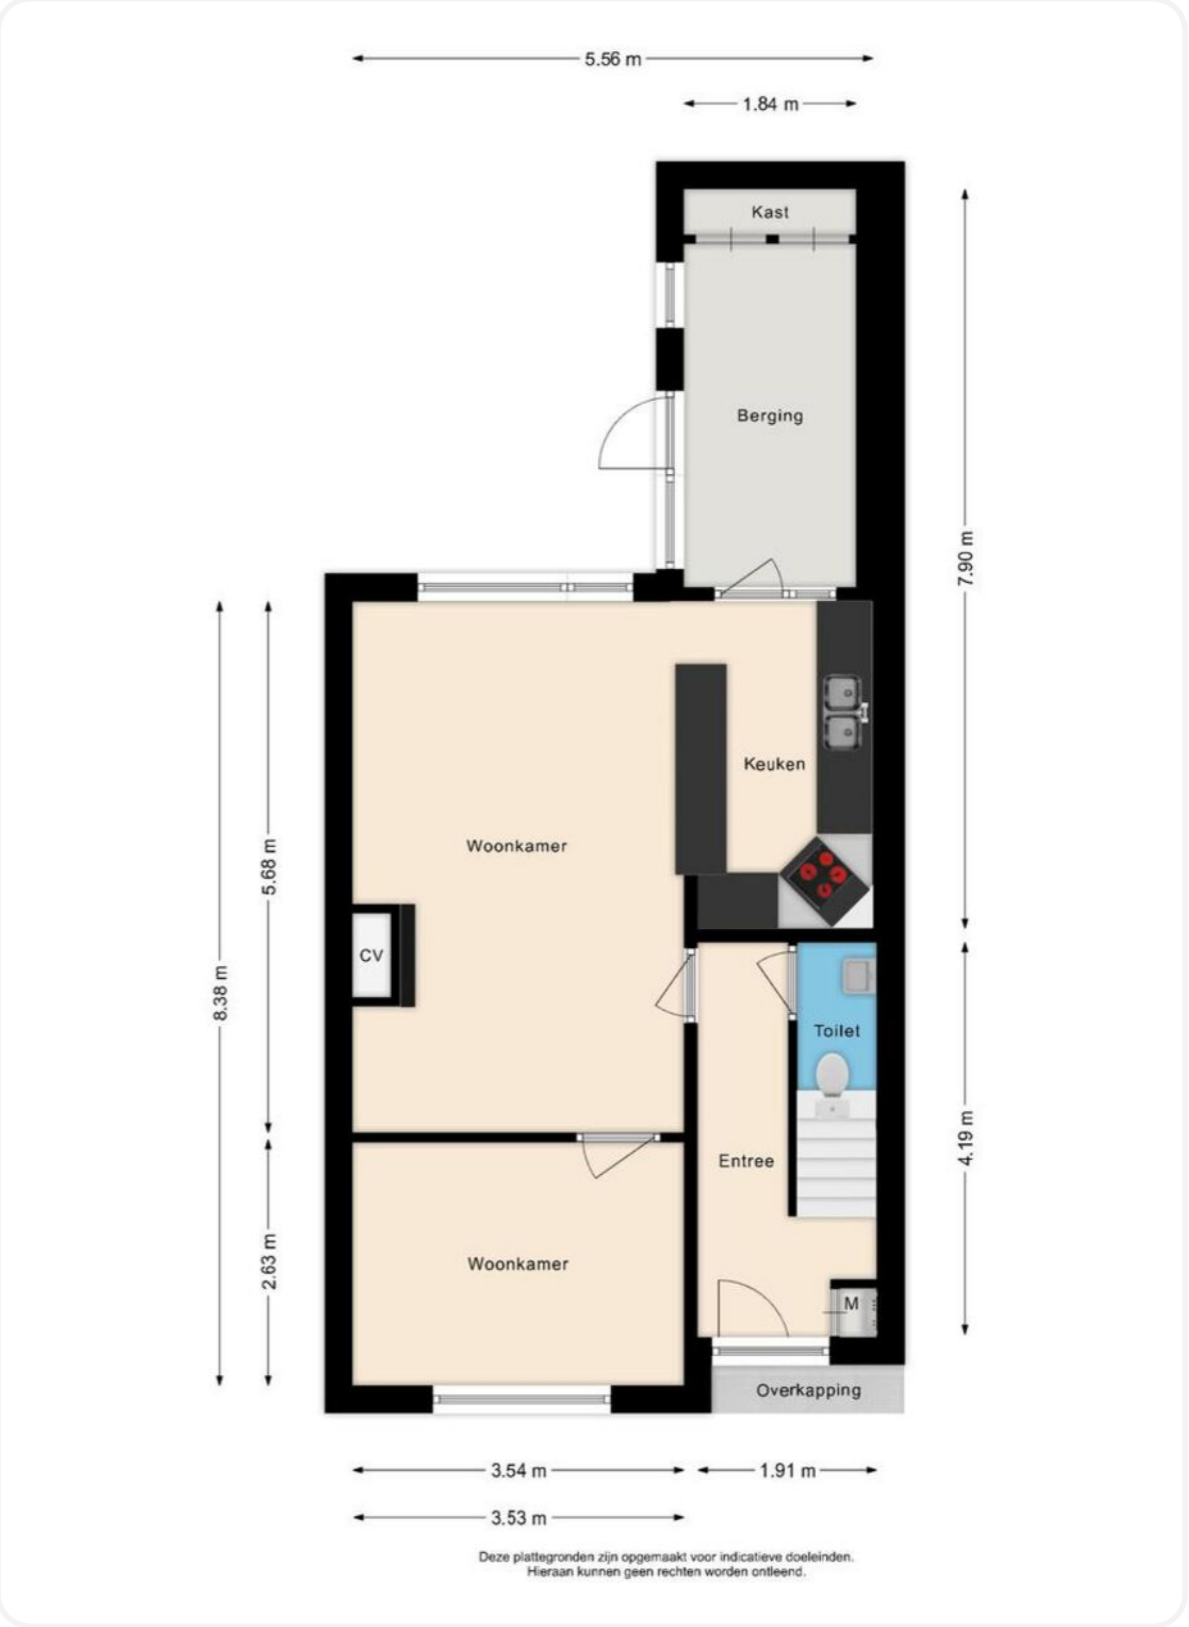 5.56 m
1.84 m
Kast
Berging
7.90 m
Keuken
Woonkamer
5.68 m
CV
8.38 m
Toilet
4.19 m
Entree
Woonkamer
2.63 m
M
Overkapping
3.54 m
1.91 m
3.53 m
Deze plattegronden zijn opgemaakt voor indicatieve doeleinden.
Hieraan kunnen geen rechten worden ontleend.